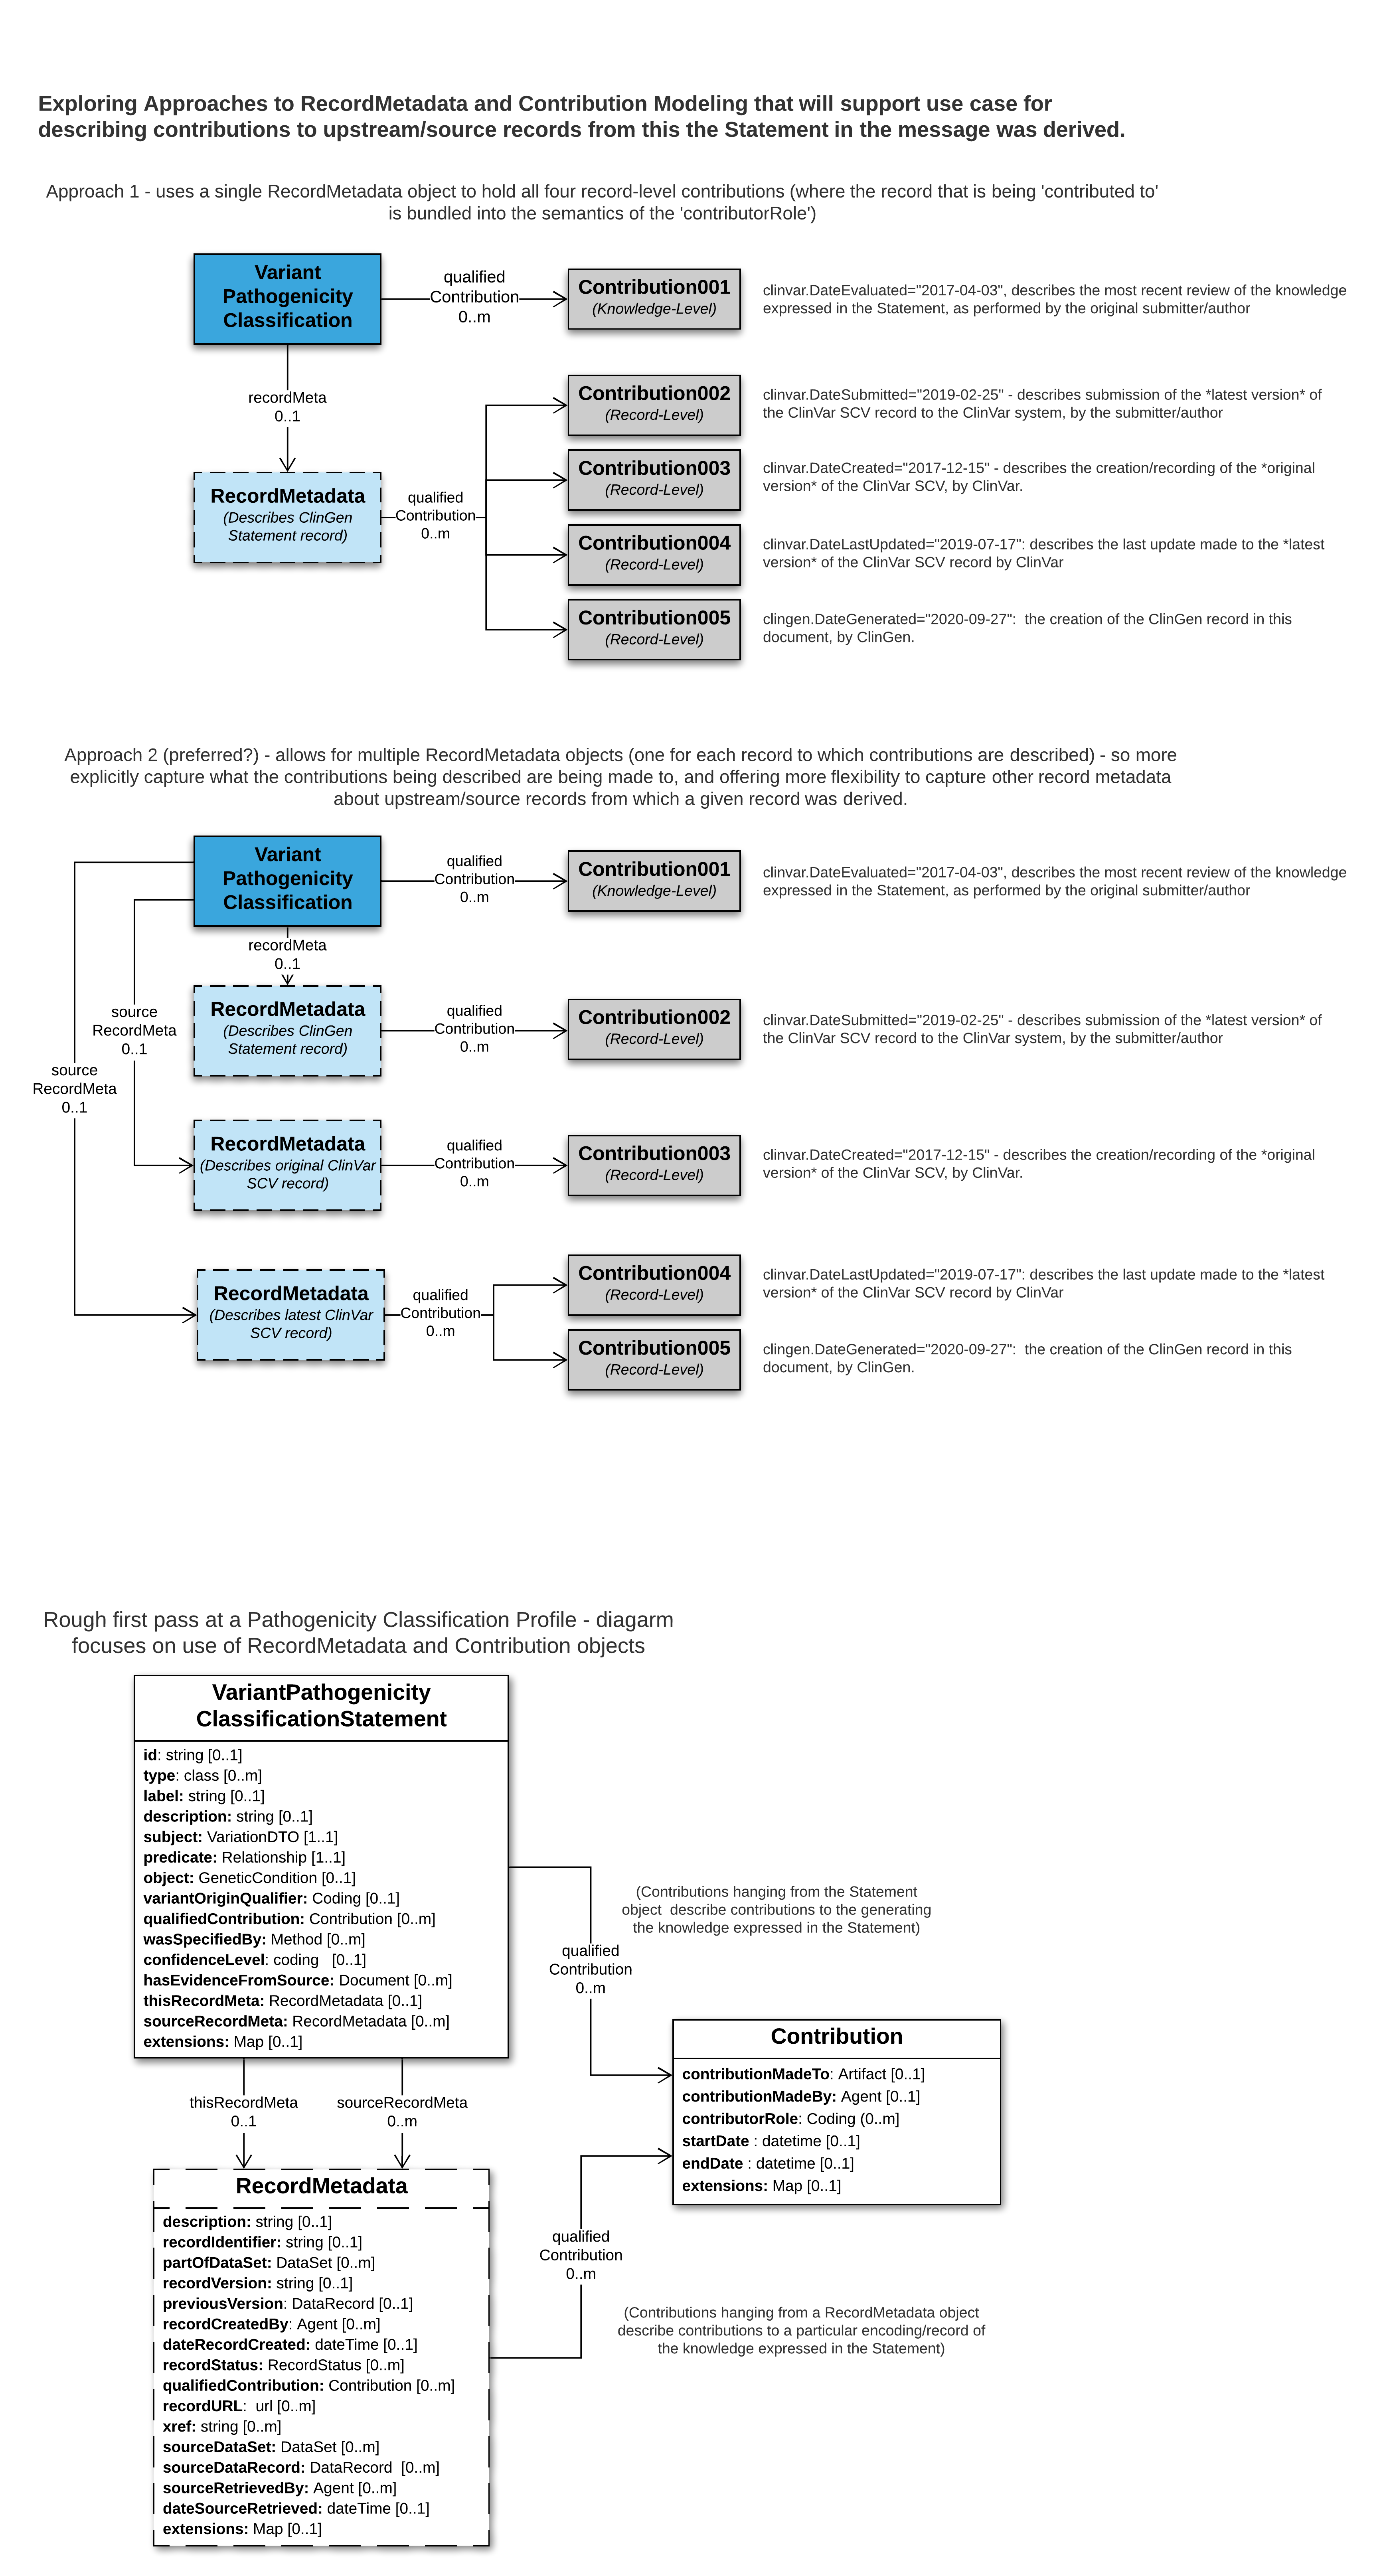 Exploring Approaches to RecordMetadata and Contribution Modeling that will support use case for
describing contributions to upstream/source records from this the Statement in the message was derived.
Approach 1 - uses a single RecordMetadata object to hold all four record-level contributions (where the record that is being 'contributed to'
is bundled into the semantics of the 'contributorRole')
Variant
Pathogenicity
Classification
qualified
Contribution
0..m
Contribution001
(Knowledge-Level)
clinvar.DateEvaluated="2017-04-03", describes the most recent review of the knowledge
expressed in the Statement, as performed by the original submitter/author
recordMeta
0..1
Contribution002
(Record-Level)
clinvar.DateSubmitted="2019-02-25" - describes submission of the *latest version* of
the ClinVar SCV record to the ClinVar system, by the submitter/author
RecordMetadata
(Describes ClinGen
Statement record)
qualified
Contribution
0..m
Contribution003
(Record-Level)
clinvar.DateCreated="2017-12-15" - describes the creation/recording of the *original
version* of the ClinVar SCV, by ClinVar.
Contribution004
(Record-Level)
clinvar.DateLastUpdated="2019-07-17": describes the last update made to the *latest
version* of the ClinVar SCV record by ClinVar
Contribution005
(Record-Level)
clingen.DateGenerated="2020-09-27":  the creation of the ClinGen record in this
document, by ClinGen.
Approach 2 (preferred?) - allows for multiple RecordMetadata objects (one for each record to which contributions are described) - so more
explicitly capture what the contributions being described are being made to, and offering more flexibility to capture other record metadata
about upstream/source records from which a given record was derived.
Variant
Pathogenicity
Classification
qualified
Contribution
0..m
Contribution001
(Knowledge-Level)
clinvar.DateEvaluated="2017-04-03", describes the most recent review of the knowledge
expressed in the Statement, as performed by the original submitter/author
recordMeta
0..1
source
RecordMeta
0..1
source
RecordMeta
0..1
RecordMetadata
(Describes ClinGen
Statement record)
qualified
Contribution
0..m
Contribution002
(Record-Level)
clinvar.DateSubmitted="2019-02-25" - describes submission of the *latest version* of
the ClinVar SCV record to the ClinVar system, by the submitter/author
RecordMetadata
(Describes original ClinVar
SCV record)
qualified
Contribution
0..m
Contribution003
(Record-Level)
clinvar.DateCreated="2017-12-15" - describes the creation/recording of the *original
version* of the ClinVar SCV, by ClinVar.
RecordMetadata
(Describes latest ClinVar
SCV record)
qualified
Contribution
0..m
Contribution004
(Record-Level)
clinvar.DateLastUpdated="2019-07-17": describes the last update made to the *latest
version* of the ClinVar SCV record by ClinVar
Contribution005
(Record-Level)
clingen.DateGenerated="2020-09-27":  the creation of the ClinGen record in this
document, by ClinGen.
Rough first pass at a Pathogenicity Classification Profile - diagarm
focuses on use of RecordMetadata and Contribution objects
VariantPathogenicity
ClassificationStatement
id: string [0..1]
type: class [0..m]
label: string [0..1]
description: string [0..1]
subject: VariationDTO [1..1]
predicate: Relationship [1..1]
object: GeneticCondition [0..1]
variantOriginQualifier: Coding [0..1]
qualifiedContribution: Contribution [0..m]
wasSpecifiedBy: Method [0..m]
confidenceLevel: coding   [0..1]
hasEvidenceFromSource: Document [0..m]
thisRecordMeta: RecordMetadata [0..1]
sourceRecordMeta: RecordMetadata [0..m]
extensions: Map [0..1]
(Contributions hanging from the Statement
object  describe contributions to the generating
the knowledge expressed in the Statement)
qualified
Contribution
0..m
Contribution
contributionMadeTo: Artifact [0..1]
contributionMadeBy: Agent [0..1]
contributorRole: Coding (0..m]
startDate : datetime [0..1]
endDate : datetime [0..1]
extensions: Map [0..1]
thisRecordMeta
0..1
sourceRecordMeta
0..m
RecordMetadata
description: string [0..1]
recordIdentifier: string [0..1]
partOfDataSet: DataSet [0..m]
recordVersion: string [0..1]
previousVersion: DataRecord [0..1]
recordCreatedBy: Agent [0..m]
dateRecordCreated: dateTime [0..1]
recordStatus: RecordStatus [0..m]
qualifiedContribution: Contribution [0..m]
recordURL:  url [0..m]
xref: string [0..m]
sourceDataSet: DataSet [0..m]
sourceDataRecord: DataRecord  [0..m]
sourceRetrievedBy: Agent [0..m]
dateSourceRetrieved: dateTime [0..1]
extensions: Map [0..1]
qualified
Contribution
0..m
(Contributions hanging from a RecordMetadata object
describe contributions to a particular encoding/record of
the knowledge expressed in the Statement)